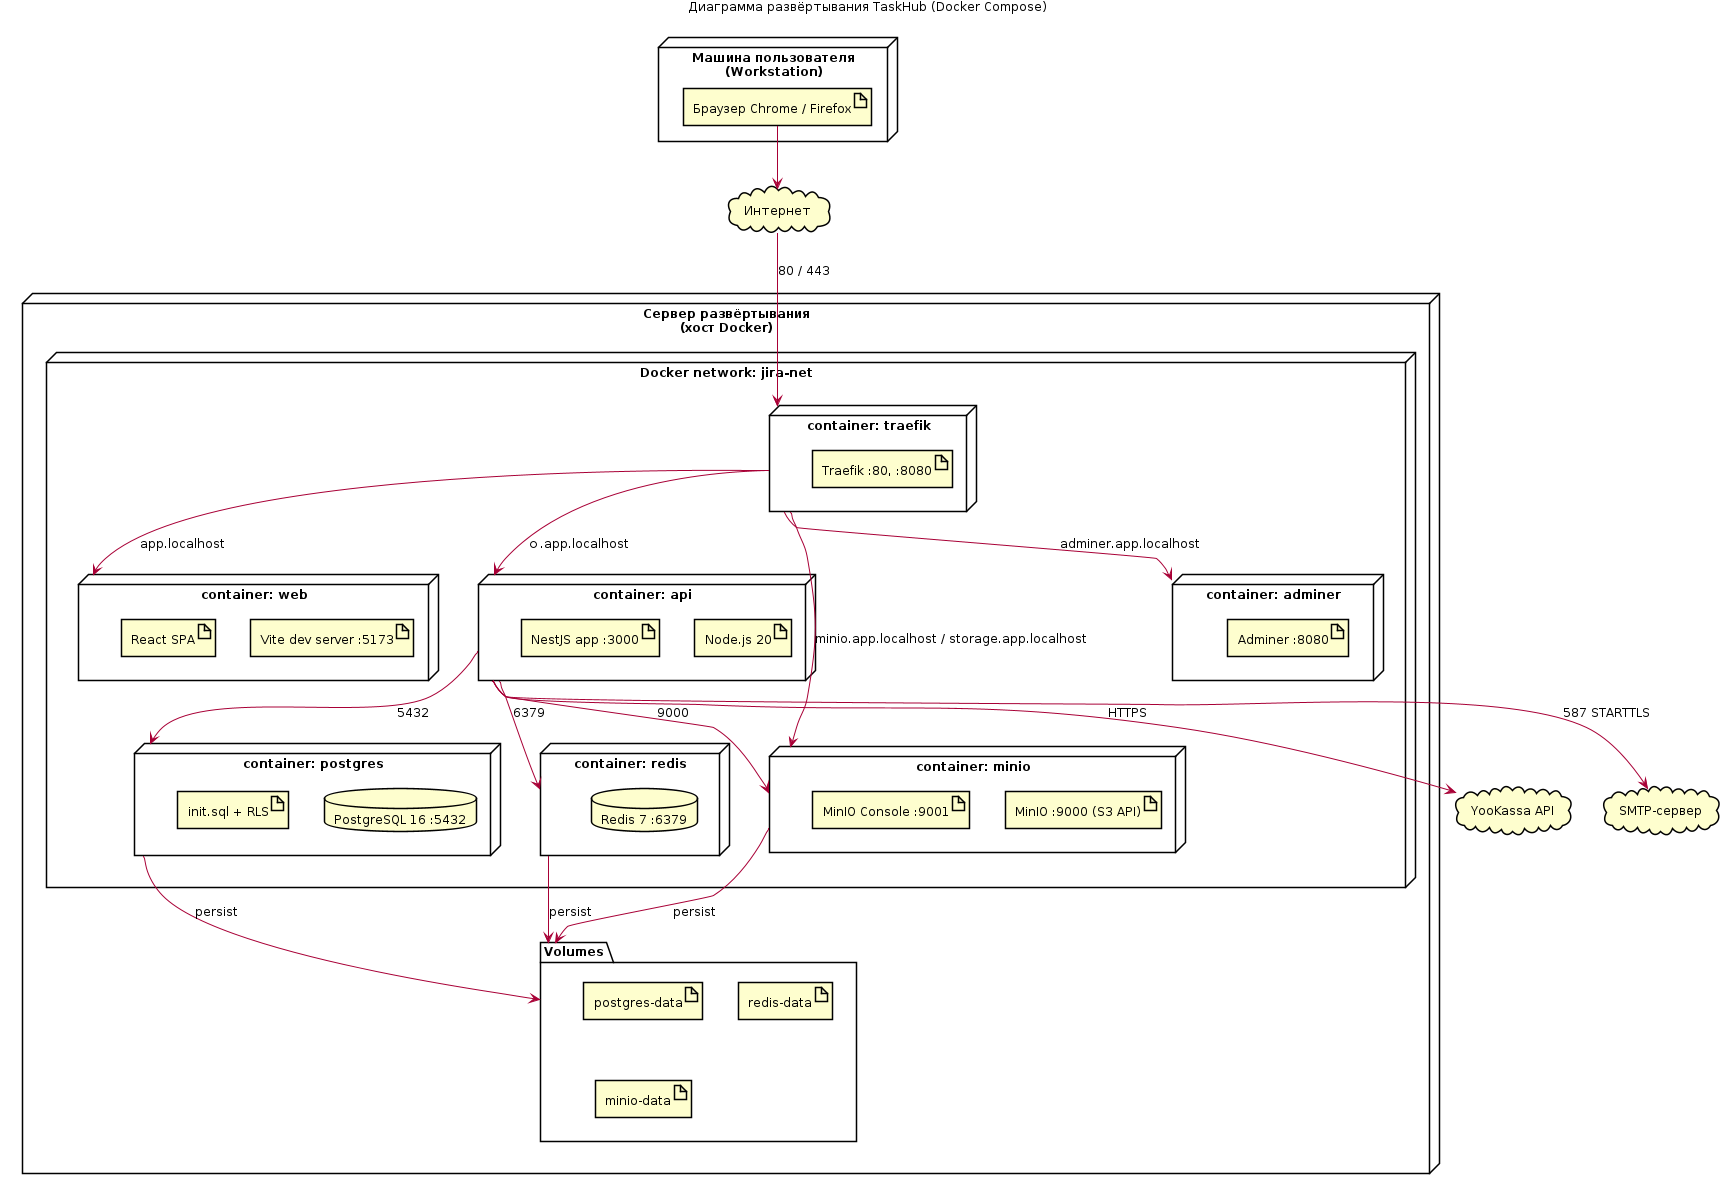 Диаграмма развёртывания TaskHub (Docker Compose)
Машина пользователя
(Workstation)
Браузер Chrome / Firefox
Интернет
80 / 443
Сервер развёртывания
(хост Docker)
Docker network: jira-net
container: traefik
Traefik :80, :8080
app.localhost
o.app.localhost
adminer.app.localhost
container: web
React SPA
Vite dev server :5173
container: api
NestJS app :3000
Node.js 20
minio.app.localhost / storage.app.localhost
container: adminer
Adminer :8080
5432
6379
9000
HTTPS
587 STARTTLS
container: postgres
init.sql + RLS
PostgreSQL 16 :5432
container: redis
Redis 7 :6379
container: minio
MinIO Console :9001
MinIO :9000 (S3 API)
YooKassa API
SMTP-сервер
persist
persist
persist
Volumes
postgres-data
redis-data
minio-data